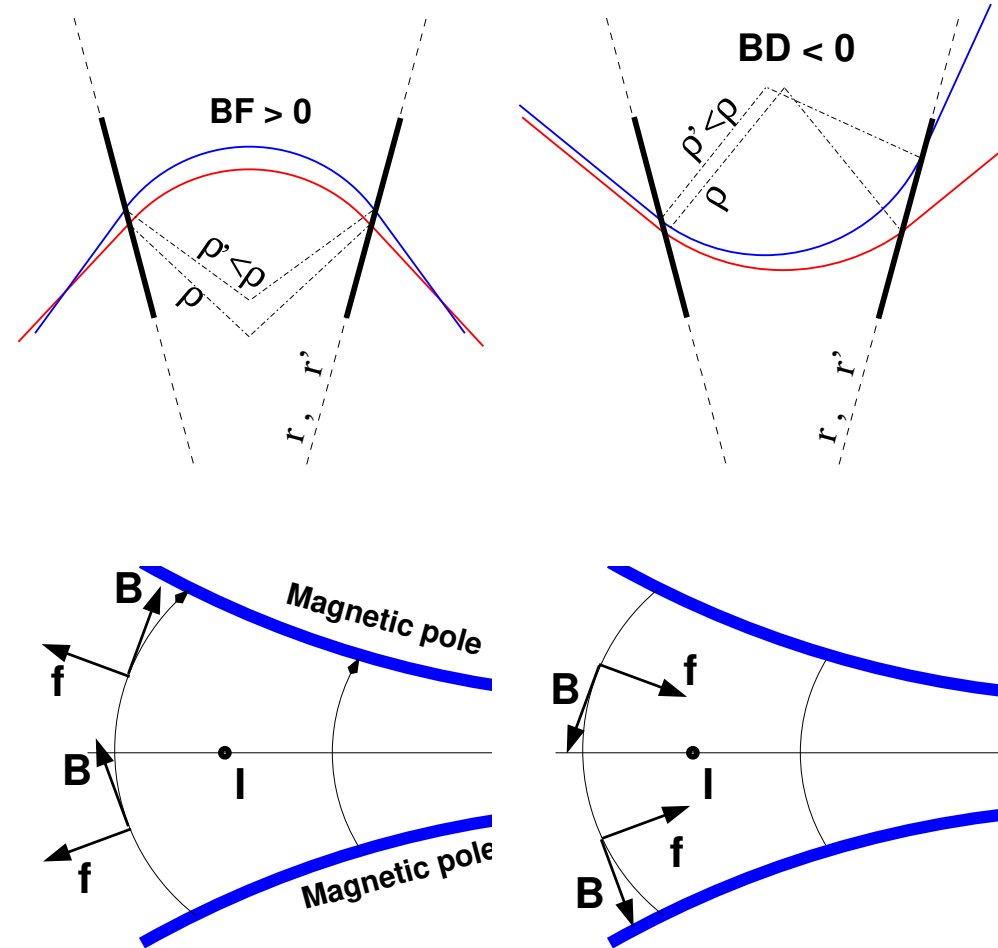 BF > 0
ρ'<ρ
ρ
r , r'
BD < 0
ρ'<ρ
ρ
r , r'
B
f
B
f
I
Magnetic pole
Magnetic pole
B
f
I
f
B